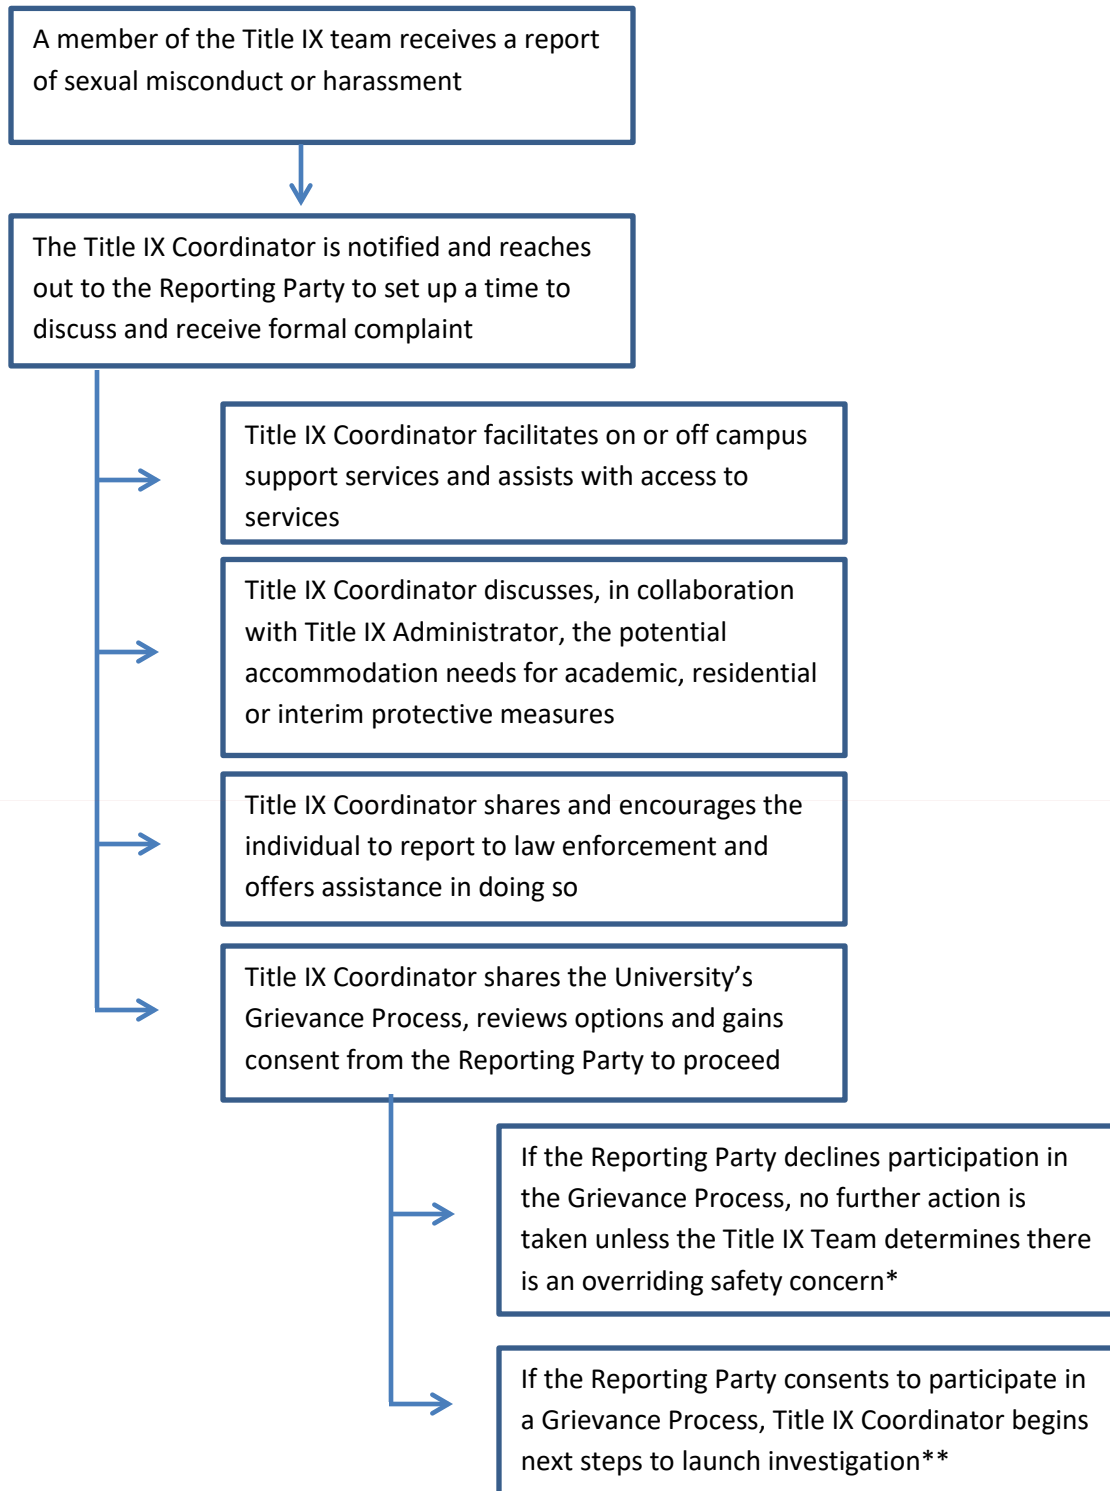 A member of the Title IX team receives a report
of sexual misconduct or harassment
The Title IX Coordinator is notified and reaches
out to the Reporting Party to set up a time to
discuss and receive formal complaint
Title IX Coordinator facilitates on or off campus
support services and assists with access to
services
Title IX Coordinator discusses, in collaboration
with Title IX Administrator, the potential
accommodation needs for academic, residential
or interim protective measures
Title IX Coordinator shares and encourages the
individual to report to law enforcement and
offers assistance in doing so
Title IX Coordinator shares the University’s
Grievance Process, reviews options and gains
consent from the Reporting Party to proceed
If the Reporting Party declines participation in
the Grievance Process, no further action is
taken unless the Title IX Team determines there
is an overriding safety concern*
If the Reporting Party consents to participate in
a Grievance Process, Title IX Coordinator begins
next steps to launch investigation**